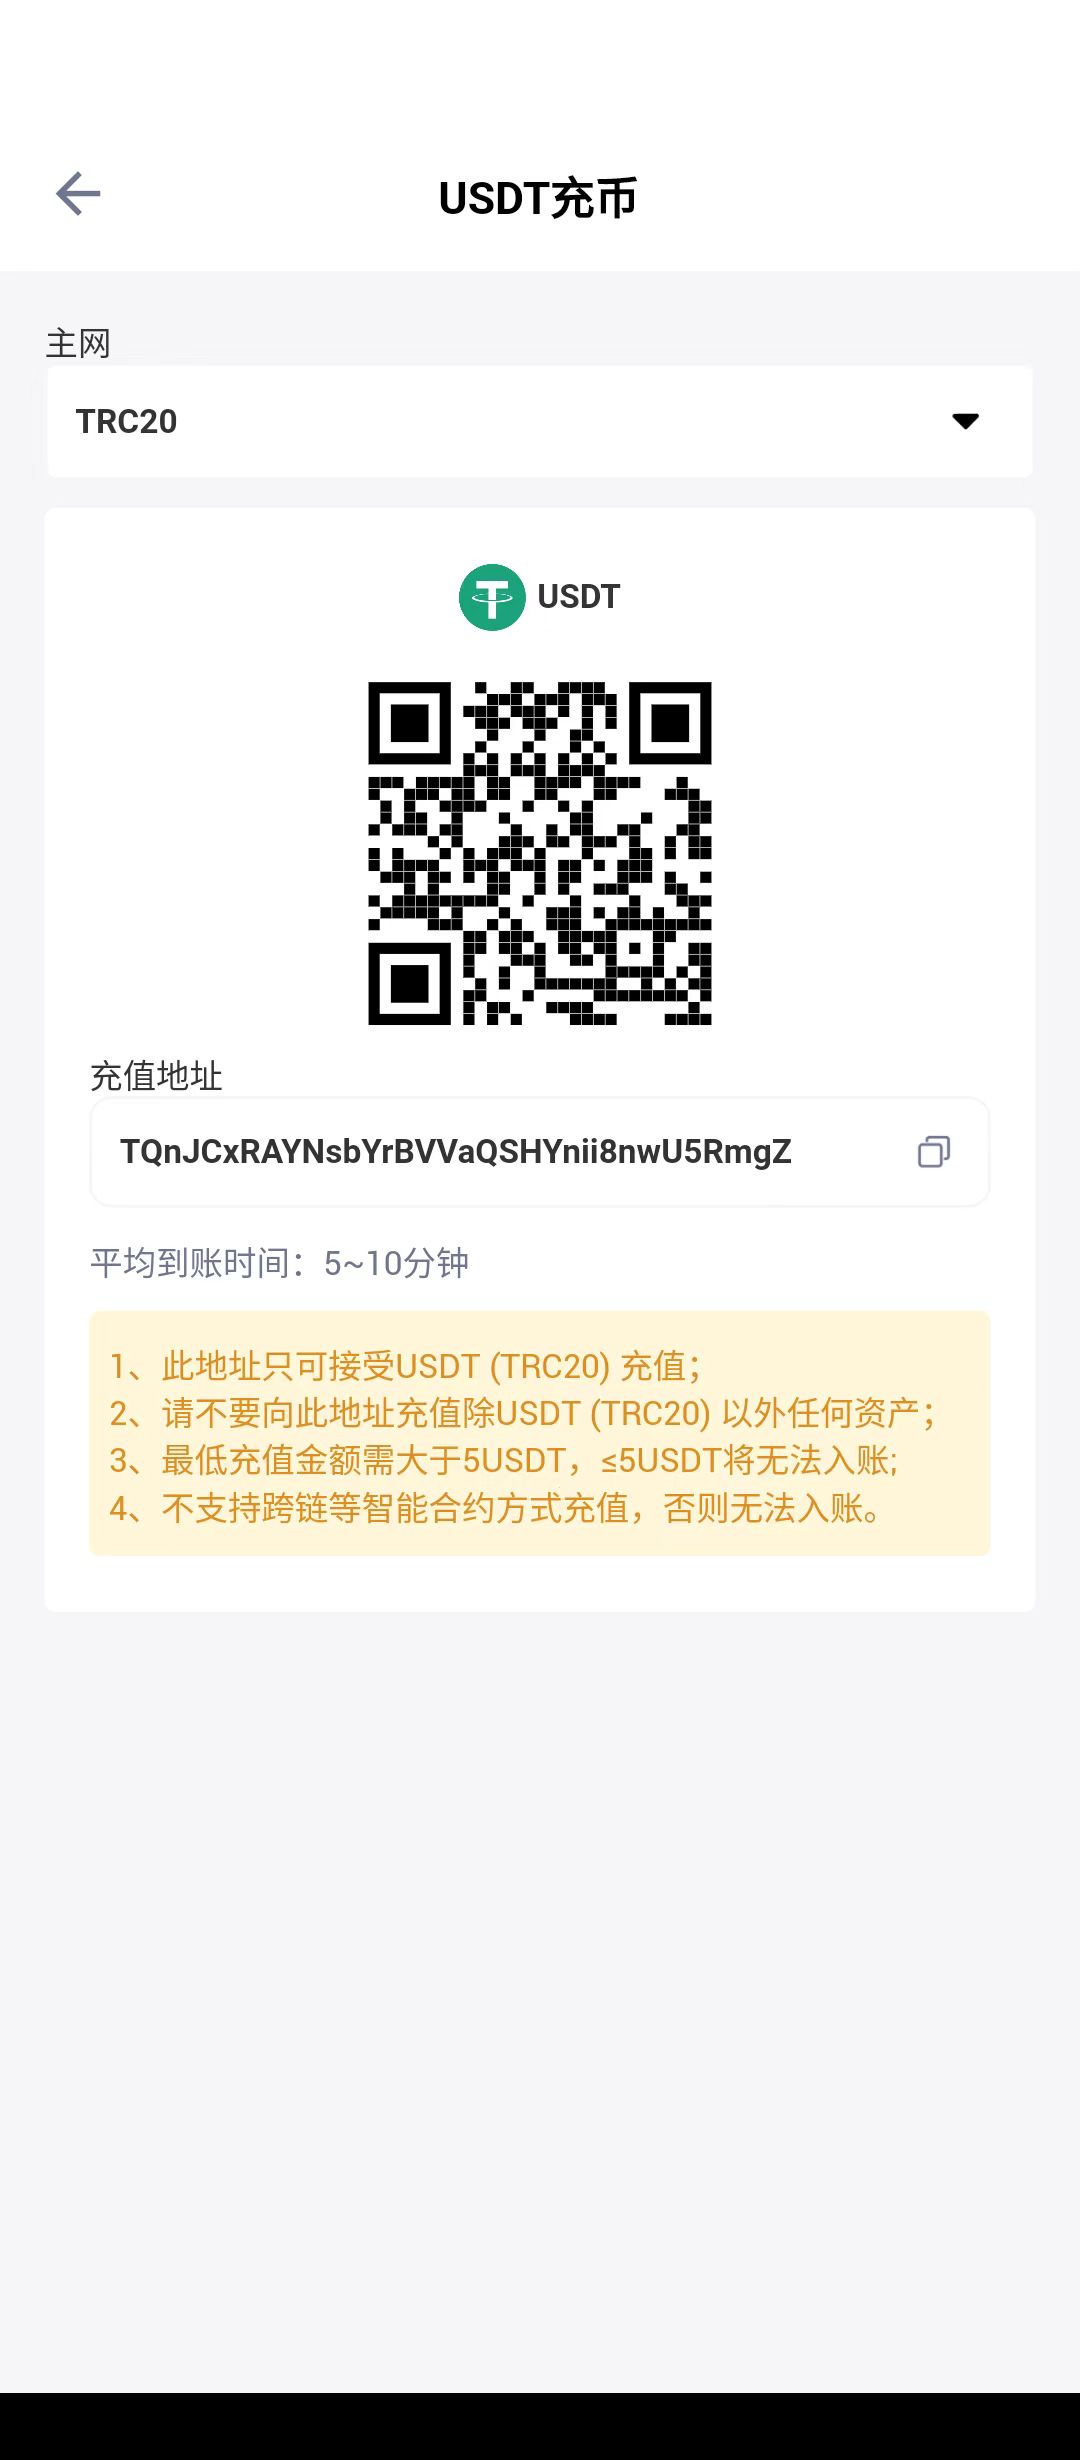 USDT充币
主网
TRC20
USDT
充值地址
TQnJCxRAYNsbYrBVVaQSHYnii8nwU5RmgZ
平均到账时间：5~10分钟
1、此地址只可接受USDT (TRC20) 充值；
2、请不要向此地址充值除USDT (TRC20) 以外任何资产；
3、最低充值金额需大于5USDT，≤5USDT将无法入账;
4、不支持跨链等智能合约方式充值，否则无法入账。